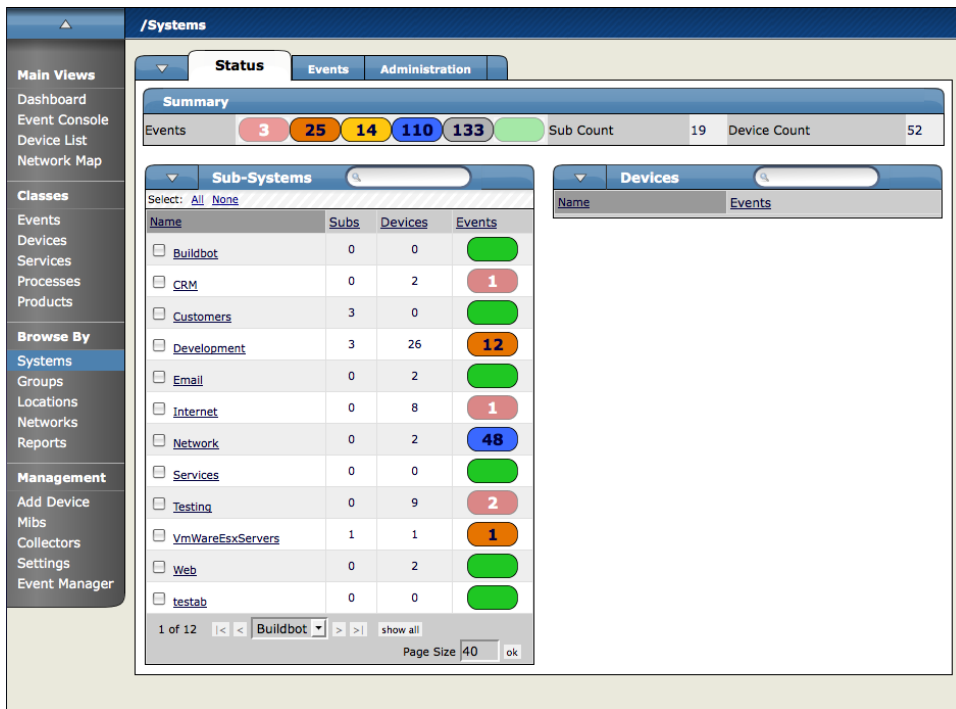 /Systems
Main Views
Dashboard
Event Console
Device List
Network Map
Classes
Events
Devices
Services
Processes
Products
Browse By
Systems
Groups
Locations
Networks
Reports
Management
Add Device
Mibs
Collectors
Settings
Event Manager
Status Events Administration
Summary
Events 3 25 14 110 133 Sub Count 19 Device Count 52
Sub-Systems
Select: All None
Name Subs Devices Events
Buildbot 0 0
CRM 0 2 1
Customers 3 0
Development 3 26 12
Email 0 2
Internet 0 8 1
Network 0 2 48
Services 0 0
Testing 0 9 2
VmWareEsxServers 1 1 1
Web 0 2
testab 0 0
1 of 12 |< < Buildbot > >| show all
Page Size 40 ok
Devices
Name Events